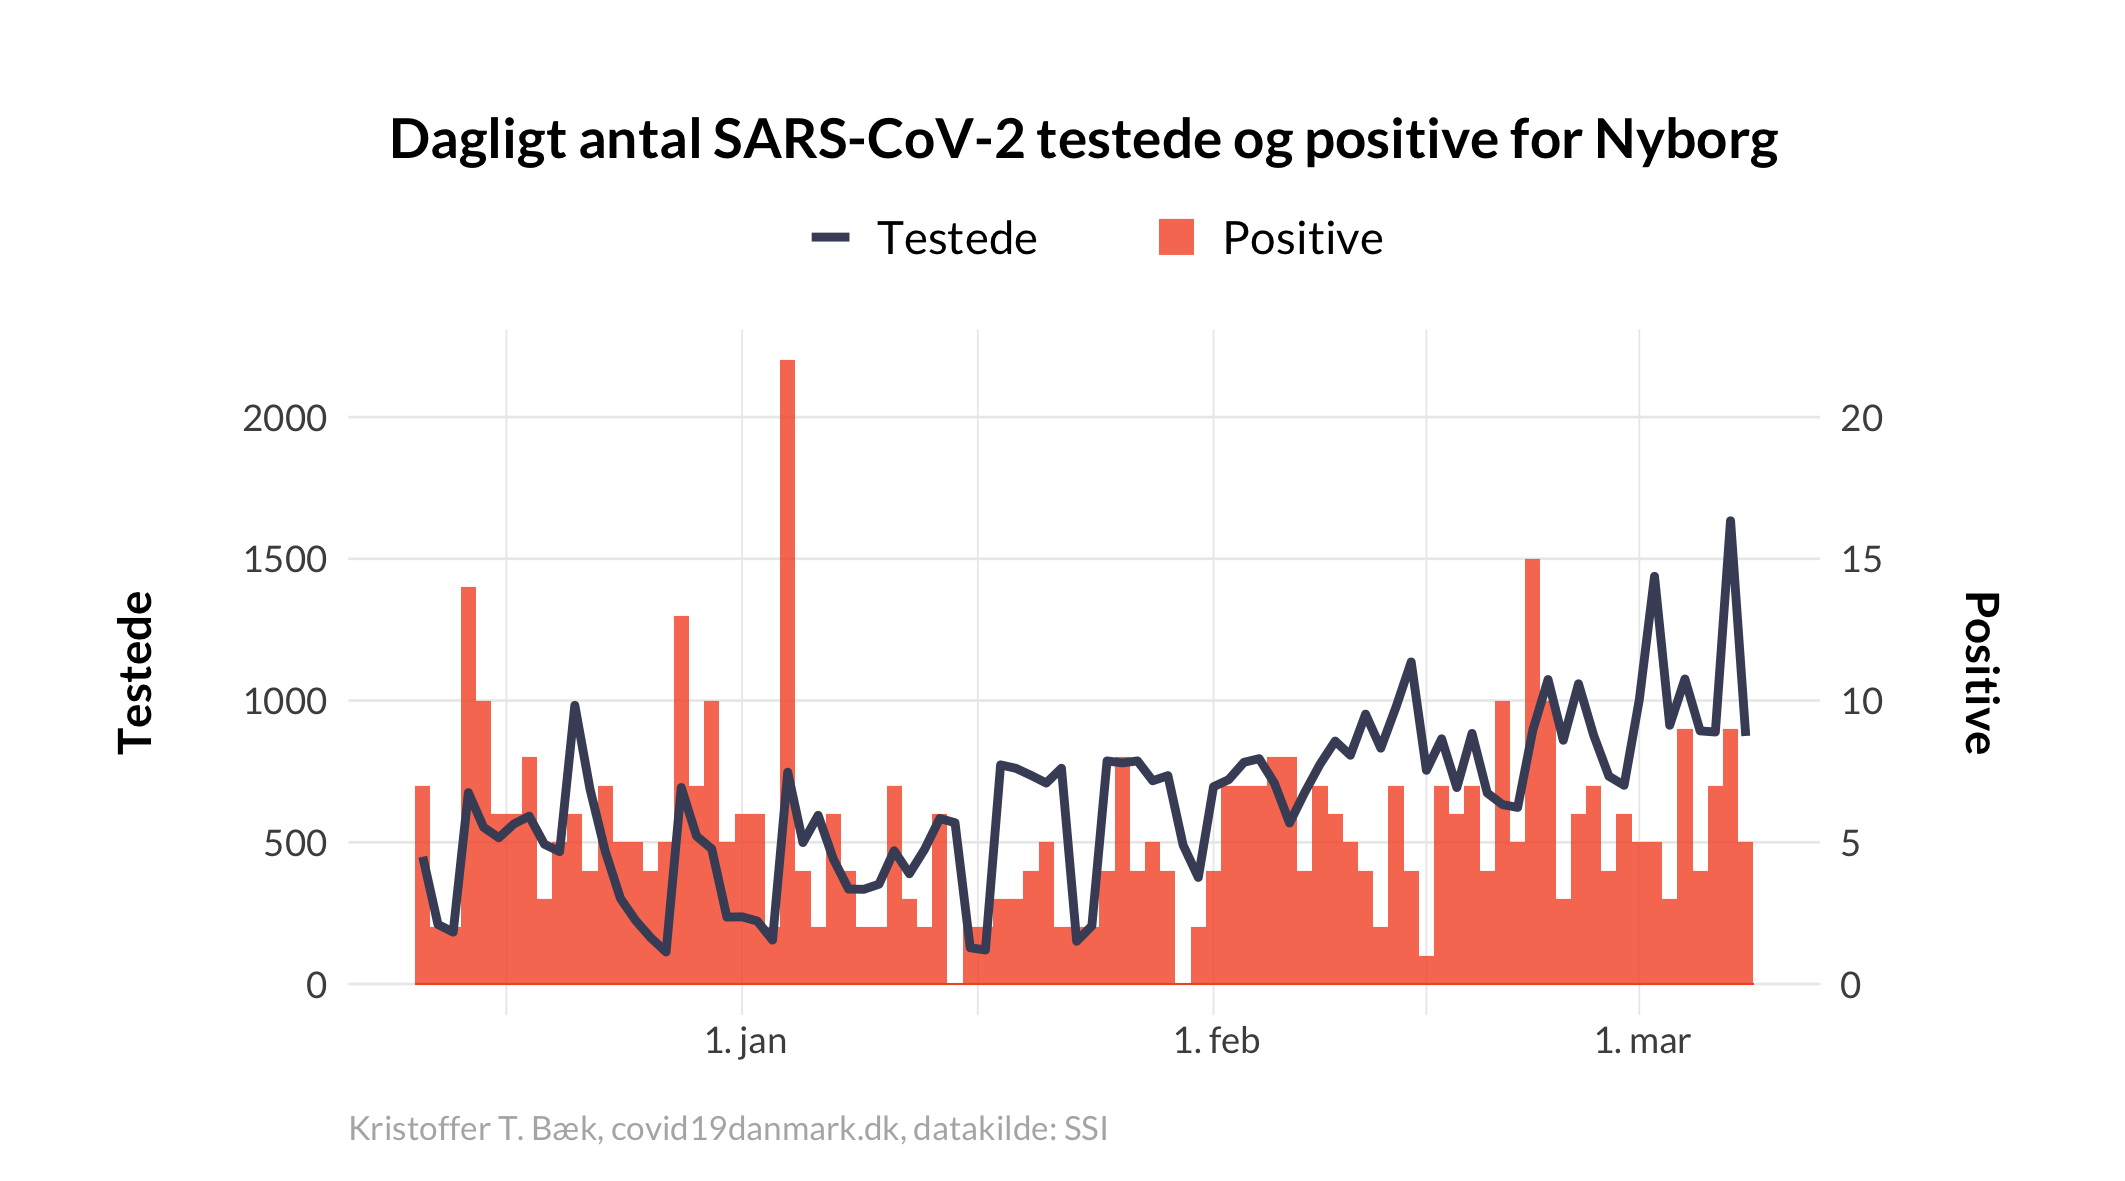 Dagligt antal SARS-CoV-2 testede og positive for Nyborg
Testede
Positive
2000
1500
1000
500
0
Testede
20
15
10
5
0
Positive
1. jan
1. feb
1. mar
Kristoffer T. Bæk, covid19danmark.dk, datakilde: SSI